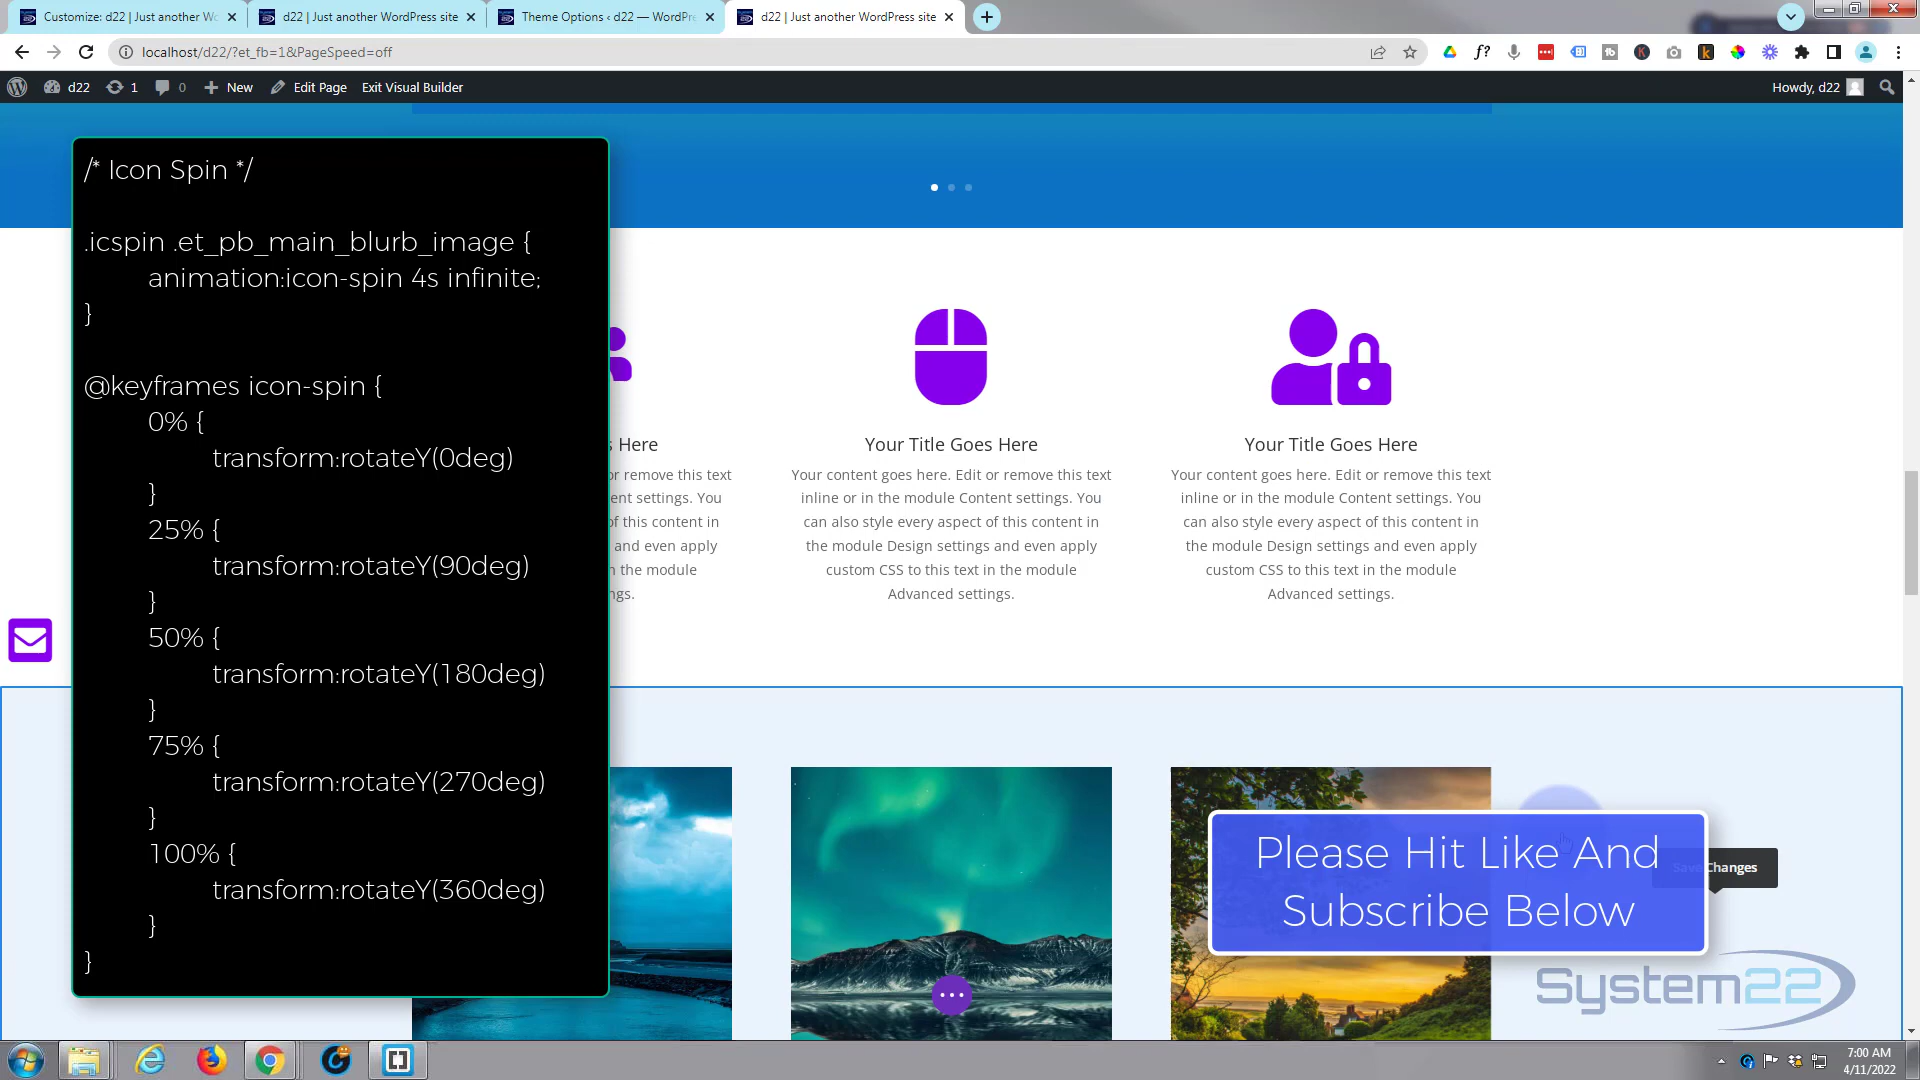 Customize: d22 | Just another Wo
d22 | Just another WordPress site
Theme Options ‹ d22 — WordPre
d22 | Just another WordPress site
localhost/d22/?et_fb=1&PageSpeed=off
d22
1
0
New
Edit Page
Exit Visual Builder
Howdy, d22
/* Icon Spin */
.icspin .et_pb_main_blurb_image {
animation:icon-spin 4s infinite;
}
@keyframes icon-spin {
0% {
transform:rotateY(0deg)
}
25% {
transform:rotateY(90deg)
}
50% {
transform:rotateY(180deg)
}
75% {
transform:rotateY(270deg)
}
100% {
transform:rotateY(360deg)
}
}
s Here
or remove this text
ent settings. You
of this content in
and even apply
n the module
ngs.
Your Title Goes Here
Your content goes here. Edit or remove this text
inline or in the module Content settings. You
can also style every aspect of this content in
the module Design settings and even apply
custom CSS to this text in the module
Advanced settings.
Your Title Goes Here
Your content goes here. Edit or remove this text
inline or in the module Content settings. You
can also style every aspect of this content in
the module Design settings and even apply
custom CSS to this text in the module
Advanced settings.
Please Hit Like And
Subscribe Below
Save Changes
System22
7:00 AM
4/11/2022